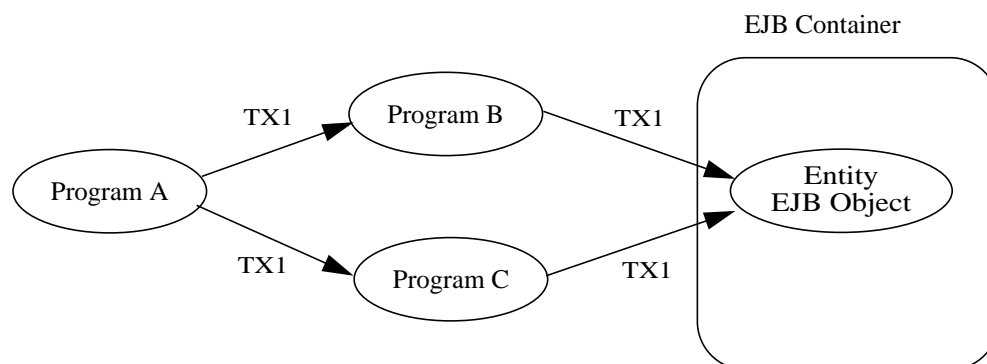 EJB Container
TX1
Program B
TX1
Program A
Entity
EJB Object
TX1
Program C
TX1